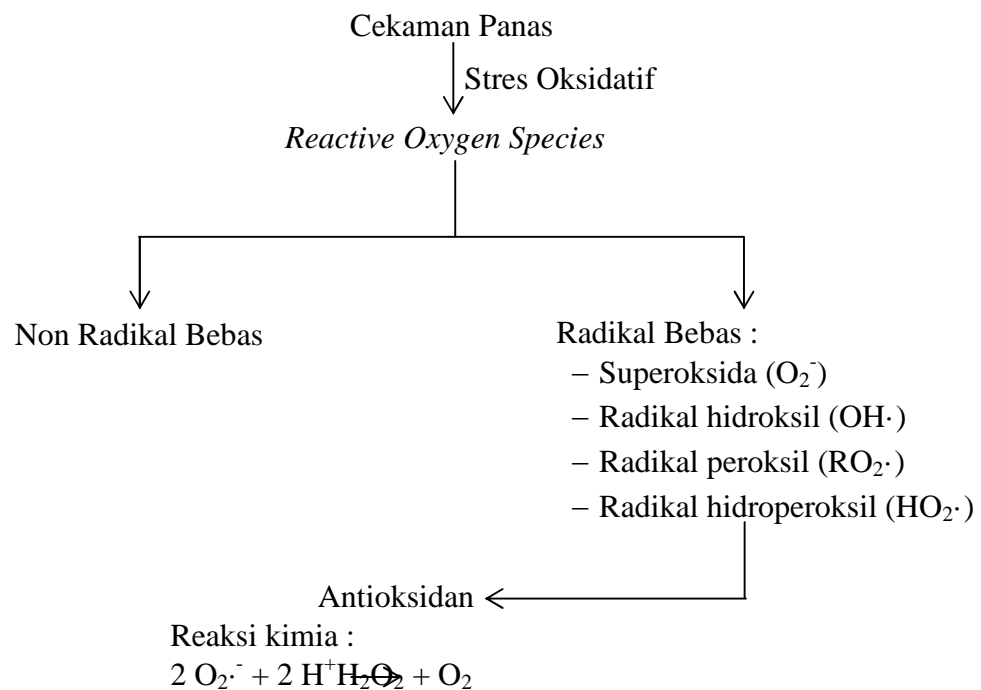 Cekaman Panas
Stres Oksidatif
Reactive Oxygen Species
Non Radikal Bebas
Radikal Bebas :
– Superoksida (O₂⁻)
– Radikal hidroksil (OH·)
– Radikal peroksil (RO₂·)
– Radikal hidroperoksil (HO₂·)
Antioksidan
Reaksi kimia :
2 O₂·⁻ + 2 H⁺H₂O₂ + O₂